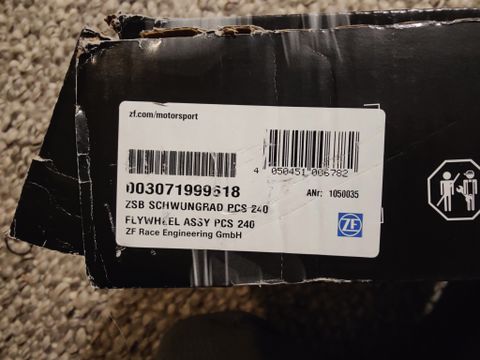 zf.com/motorsport
4 050451 006782
003071999618
ANr: 1050035
ZSB SCHWUNGRAD PCS 240
FLYWHEEL ASSY PCS 240
ZF Race Engineering GmbH
ZF